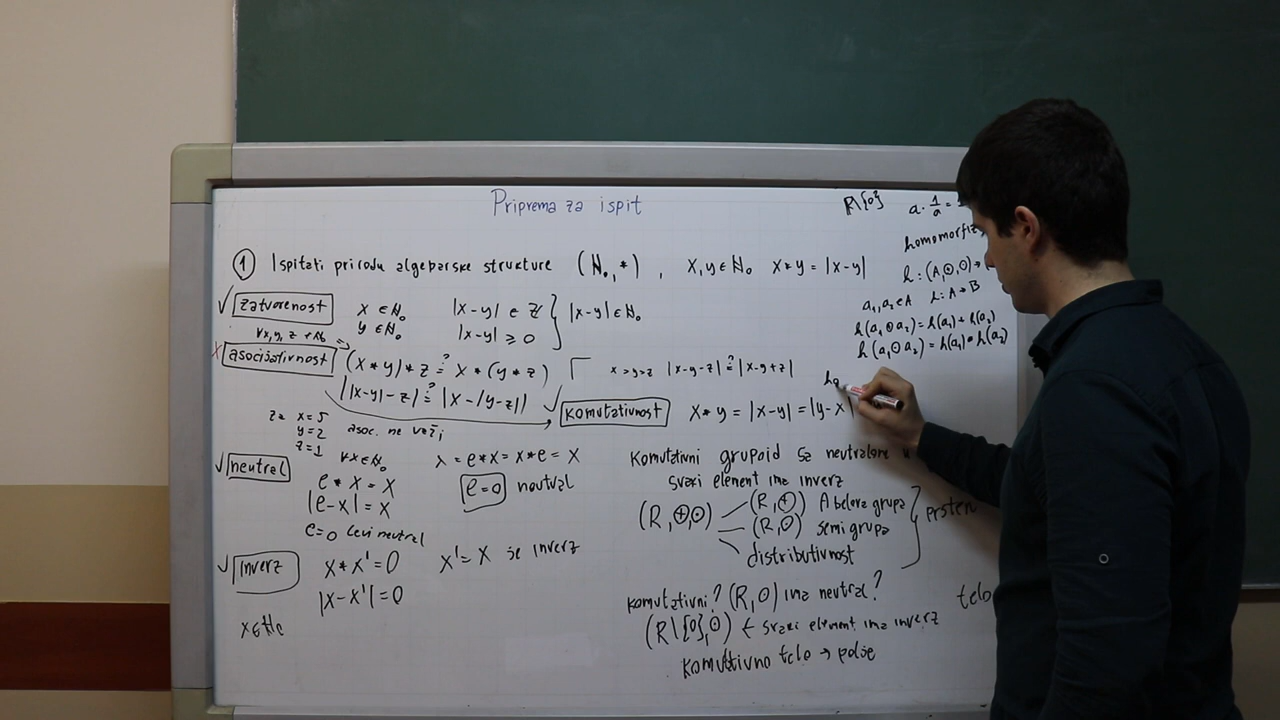 Priprema za ispit
R\{0}
a · 1/a =
homomorfiz
① Ispitati prirodu algebarske strukture (N₀, *), x, y ∈ N₀ x * y = |x-y|
h: (A,⊕,⊙) →
a₁, a₂ ∈ A h: A → B
h(a₁ ⊕ a₂) = h(a₁) + h(a₂)
h(a₁ ⊙ a₂) = h(a₁) • h(a₂)
✓ zatvorenost x ∈ N₀ |x-y| ∈ Z
y ∈ N₀ |x-y| ≥ 0 } |x-y| ∈ N₀
∀x, y, z ∈ N₀
x asocijativnost (x * y) * z ≟ x * (y * z)
||x-y|-z| ≟ |x-|y-z||
x > y > z |x-y-z| ≟ |x-y+z|
ho
✓ komutativnost x * y = |x-y| = |y-x|
za x = 5
y = 2
z = 1
asoc. ne važi
✓ neutral ∀x ∈ N₀ x = e * x = x * e = x
e * x = x
|e-x| = x
e = 0 neutral
e = 0 levi neutral
✓ inverz x * x' = 0 x' = x je inverz
|x-x'| = 0
x ∈ N₀
komutativni grupoid sa neutralom
svaki element ima inverz
(R,⊕,⊙) (R,⊕) Abelova grupa
(R,⊙) semigrupa
distributivnost
} prsten
komutativni? (R,⊙) ima neutral?
telo
(R\{0},⊙) ← svaki element ima inverz
komutativno telo → polje